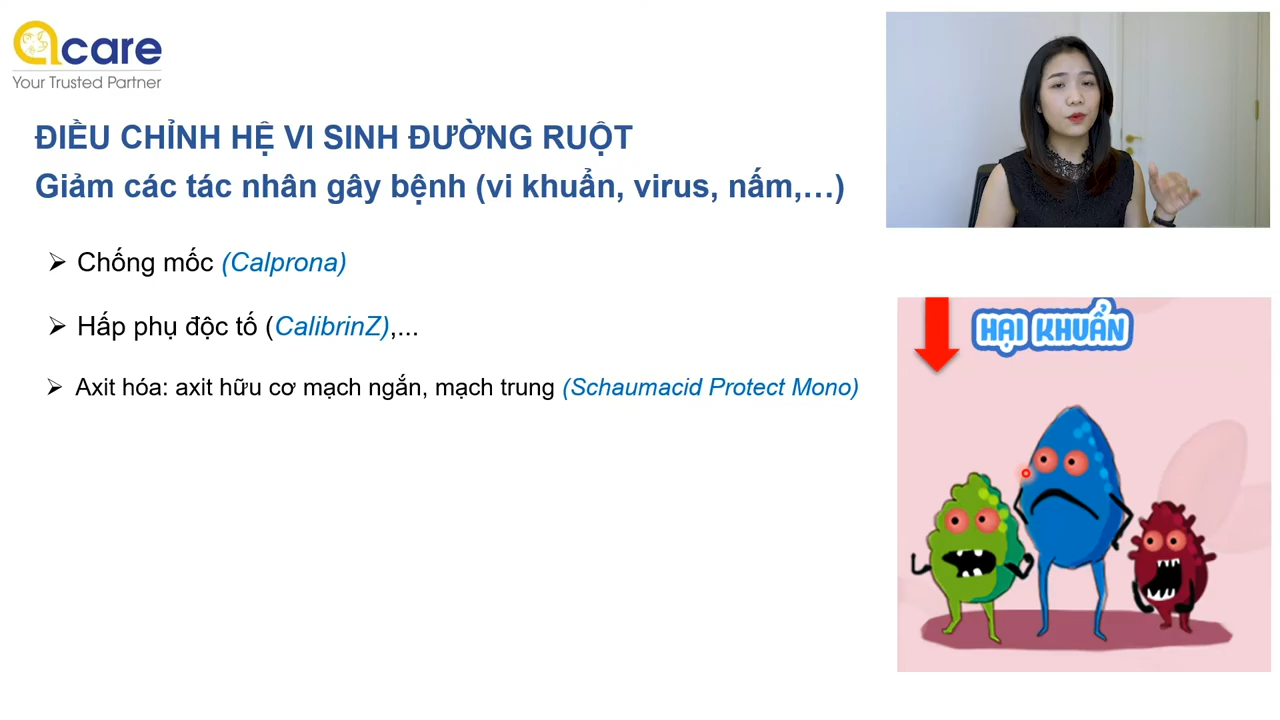 acare
Your Trusted Partner
ĐIỀU CHỈNH HỆ VI SINH ĐƯỜNG RUỘT
Giảm các tác nhân gây bệnh (vi khuẩn, virus, nấm,…)
➢ Chống mốc (Calprona)
➢ Hấp phụ độc tố (CalibrinZ),...
➢ Axit hóa: axit hữu cơ mạch ngắn, mạch trung (Schaumacid Protect Mono)
HẠI KHUẨN